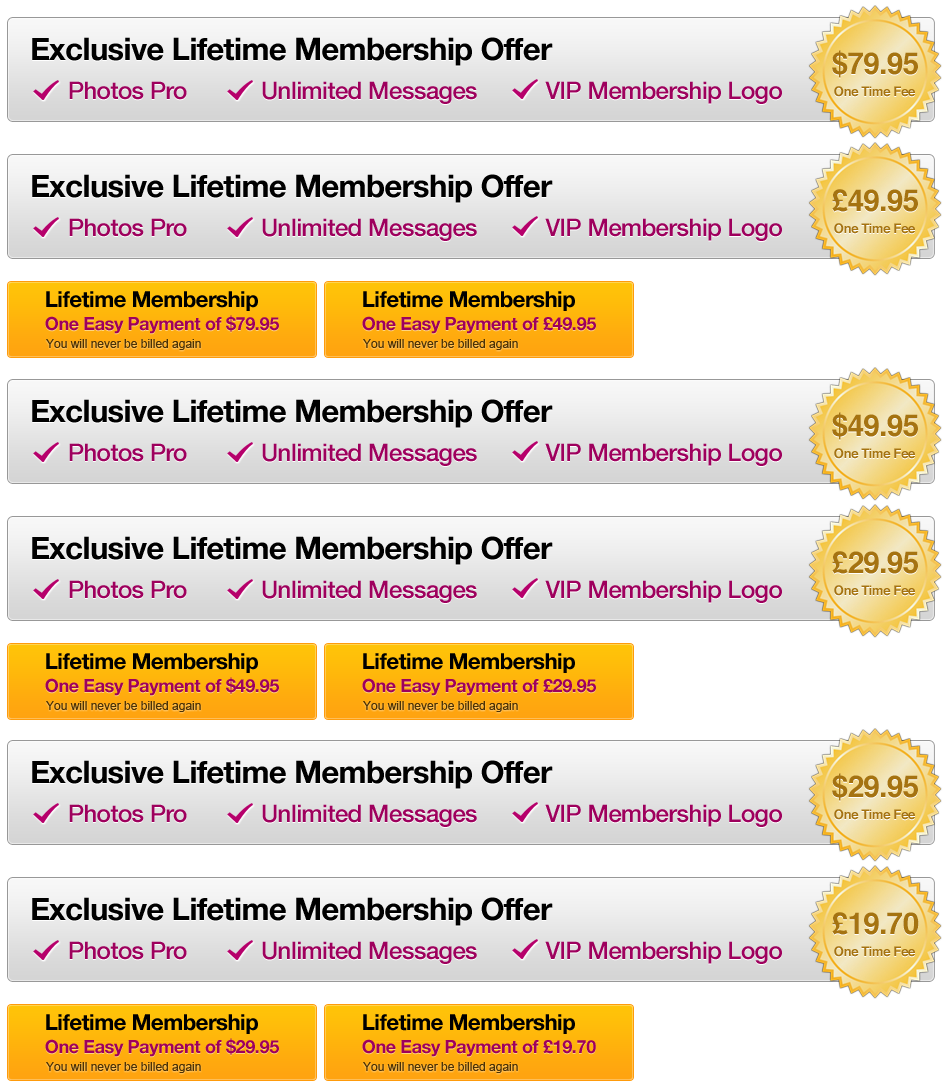 Exclusive Lifetime Membership Offer
$79.95
Photos Pro Unlimited Messages VIP Membership Logo
One Time Fee
Exclusive Lifetime Membership Offer
£49.95
Photos Pro Unlimited Messages VIP Membership Logo
One Time Fee
Lifetime Membership
One Easy Payment of $79.95
You will never be billed again
Lifetime Membership
One Easy Payment of £49.95
You will never be billed again
Exclusive Lifetime Membership Offer
$49.95
Photos Pro Unlimited Messages VIP Membership Logo
One Time Fee
Exclusive Lifetime Membership Offer
£29.95
Photos Pro Unlimited Messages VIP Membership Logo
One Time Fee
Lifetime Membership
One Easy Payment of $49.95
You will never be billed again
Lifetime Membership
One Easy Payment of £29.95
You will never be billed again
Exclusive Lifetime Membership Offer
$29.95
Photos Pro Unlimited Messages VIP Membership Logo
One Time Fee
Exclusive Lifetime Membership Offer
£19.70
Photos Pro Unlimited Messages VIP Membership Logo
One Time Fee
Lifetime Membership
One Easy Payment of $29.95
You will never be billed again
Lifetime Membership
One Easy Payment of £19.70
You will never be billed again